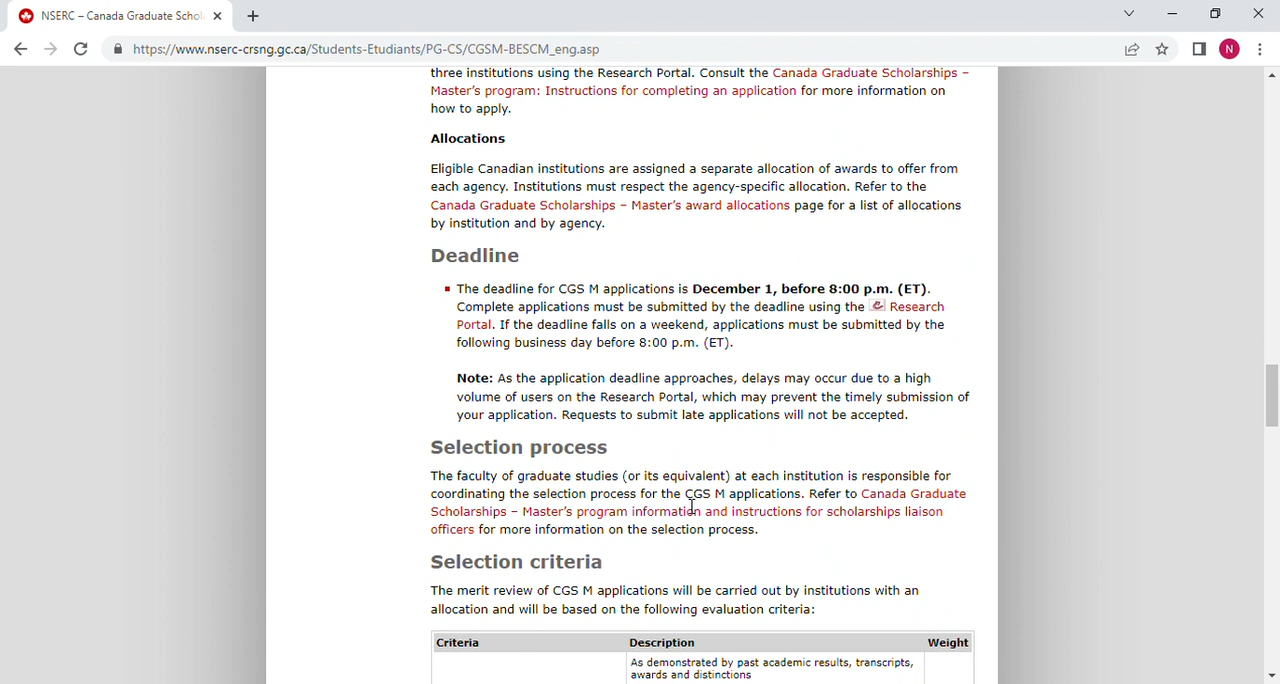 NSERC – Canada Graduate Schol
https://www.nserc-crsng.gc.ca/Students-Etudiants/PG-CS/CGSM-BESCM_eng.asp
N
three institutions using the Research Portal. Consult the Canada Graduate Scholarships –
Master's program: Instructions for completing an application for more information on
how to apply.
Allocations
Eligible Canadian institutions are assigned a separate allocation of awards to offer from
each agency. Institutions must respect the agency-specific allocation. Refer to the
Canada Graduate Scholarships – Master's award allocations page for a list of allocations
by institution and by agency.
Deadline
The deadline for CGS M applications is December 1, before 8:00 p.m. (ET).
Complete applications must be submitted by the deadline using the Research
Portal. If the deadline falls on a weekend, applications must be submitted by the
following business day before 8:00 p.m. (ET).
Note: As the application deadline approaches, delays may occur due to a high
volume of users on the Research Portal, which may prevent the timely submission of
your application. Requests to submit late applications will not be accepted.
Selection process
The faculty of graduate studies (or its equivalent) at each institution is responsible for
coordinating the selection process for the CGS M applications. Refer to Canada Graduate
Scholarships – Master's program information and instructions for scholarships liaison
officers for more information on the selection process.
Selection criteria
The merit review of CGS M applications will be carried out by institutions with an
allocation and will be based on the following evaluation criteria:
Criteria Description Weight
As demonstrated by past academic results, transcripts,
awards and distinctions